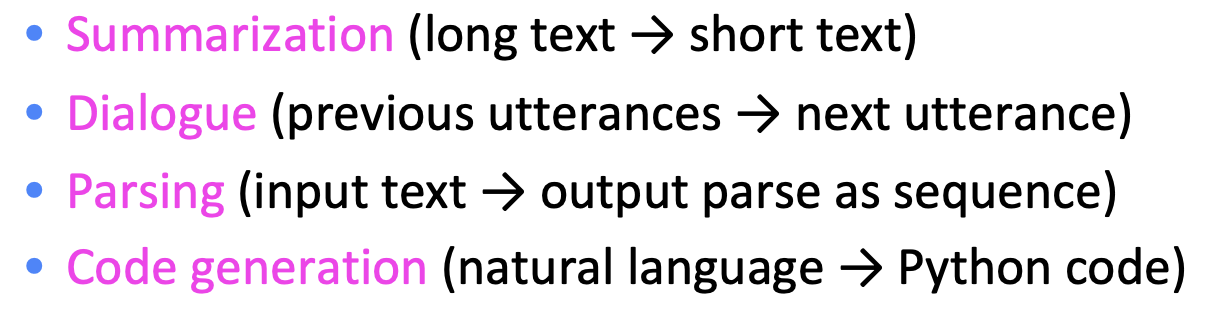 • Summarization (long text → short text)
• Dialogue (previous utterances → next utterance)
• Parsing (input text → output parse as sequence)
• Code generation (natural language → Python code)